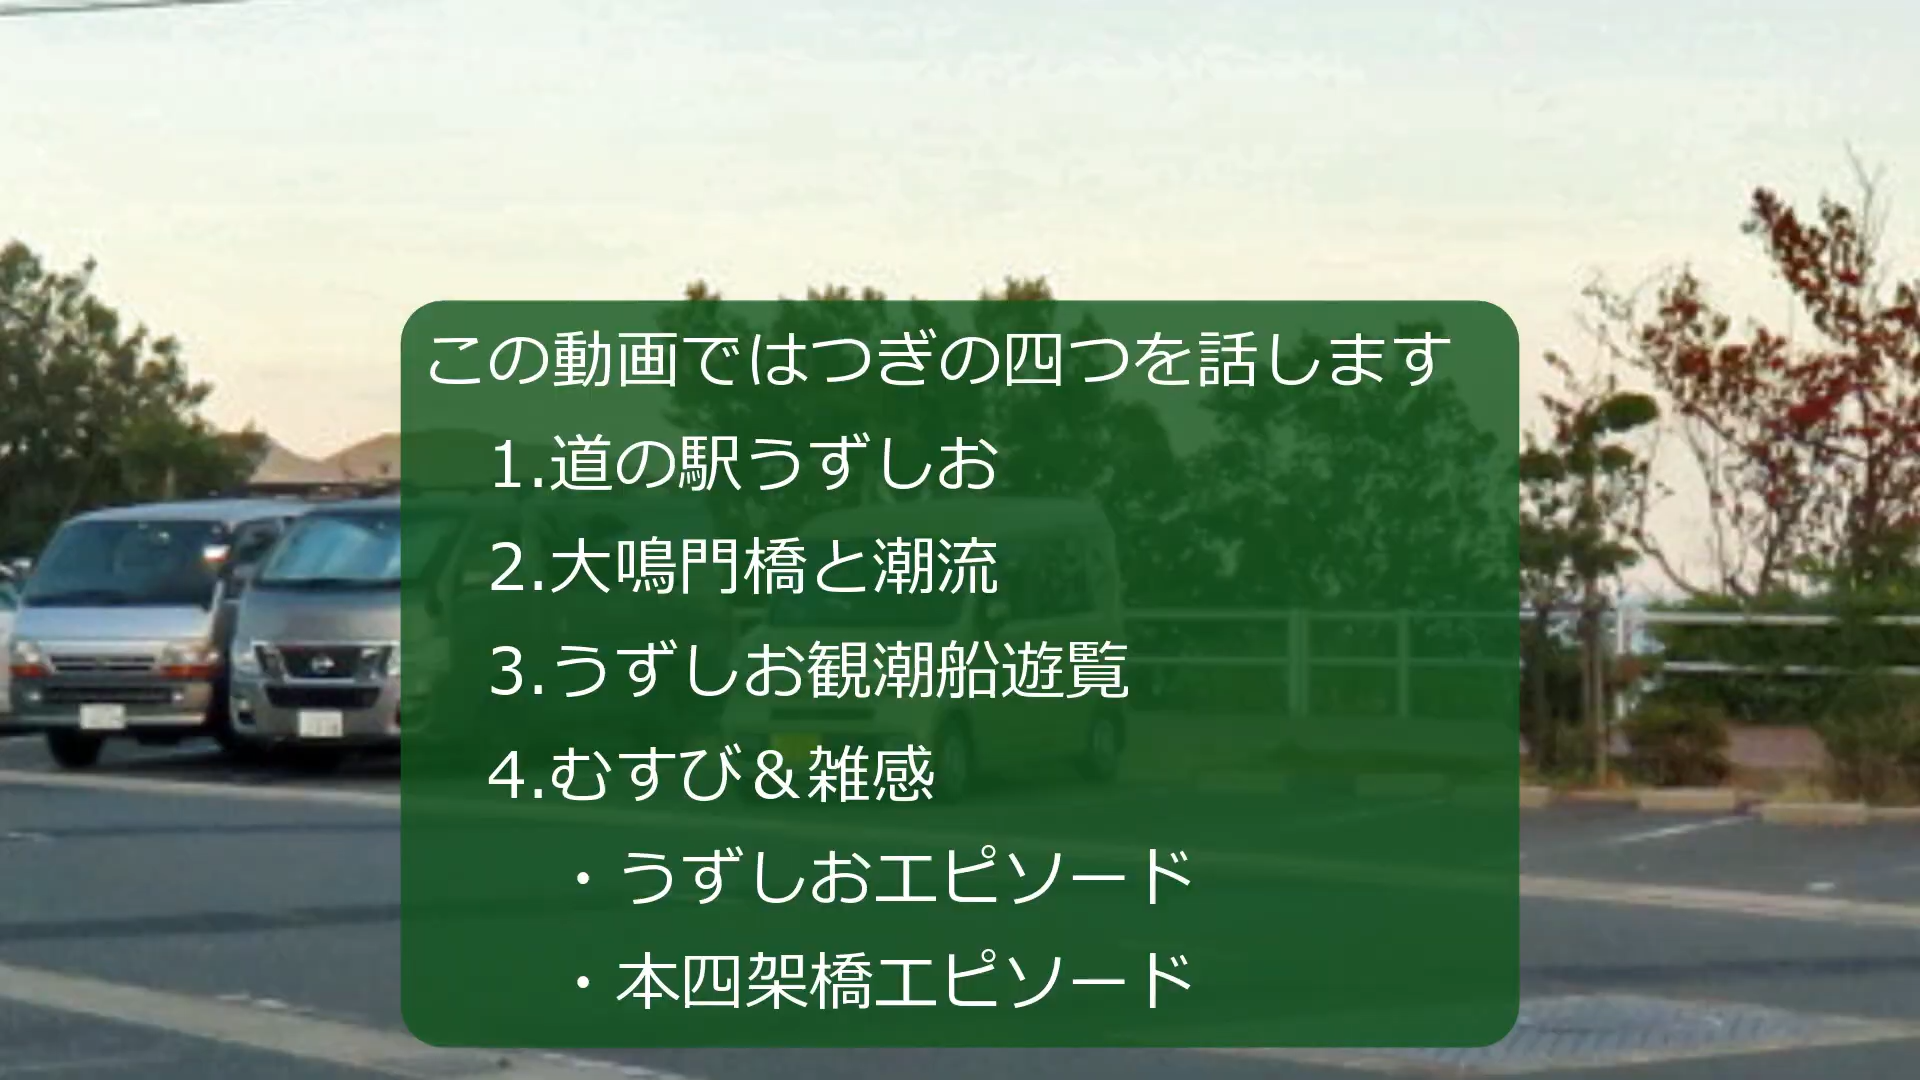 この動画ではつぎの四つを話します
1.道の駅うずしお
2.大鳴門橋と潮流
3.うずしお観潮船遊覧
4.むすび＆雑感
・うずしおエピソード
・本四架橋エピソード